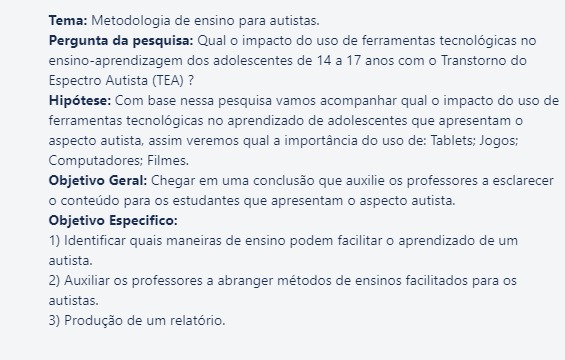 Tema: Metodologia de ensino para autistas.
Pergunta da pesquisa: Qual o impacto do uso de ferramentas tecnológicas no
ensino-aprendizagem dos adolescentes de 14 a 17 anos com o Transtorno do
Espectro Autista (TEA) ?
Hipótese: Com base nessa pesquisa vamos acompanhar qual o impacto do uso de
ferramentas tecnológicas no aprendizado de adolescentes que apresentam o
aspecto autista, assim veremos qual a importância do uso de: Tablets; Jogos;
Computadores; Filmes.
Objetivo Geral: Chegar em uma conclusão que auxilie os professores a esclarecer
o conteúdo para os estudantes que apresentam o aspecto autista.
Objetivo Especifico:
1) Identificar quais maneiras de ensino podem facilitar o aprendizado de um
autista.
2) Auxiliar os professores a abranger métodos de ensinos facilitados para os
autistas.
3) Produção de um relatório.